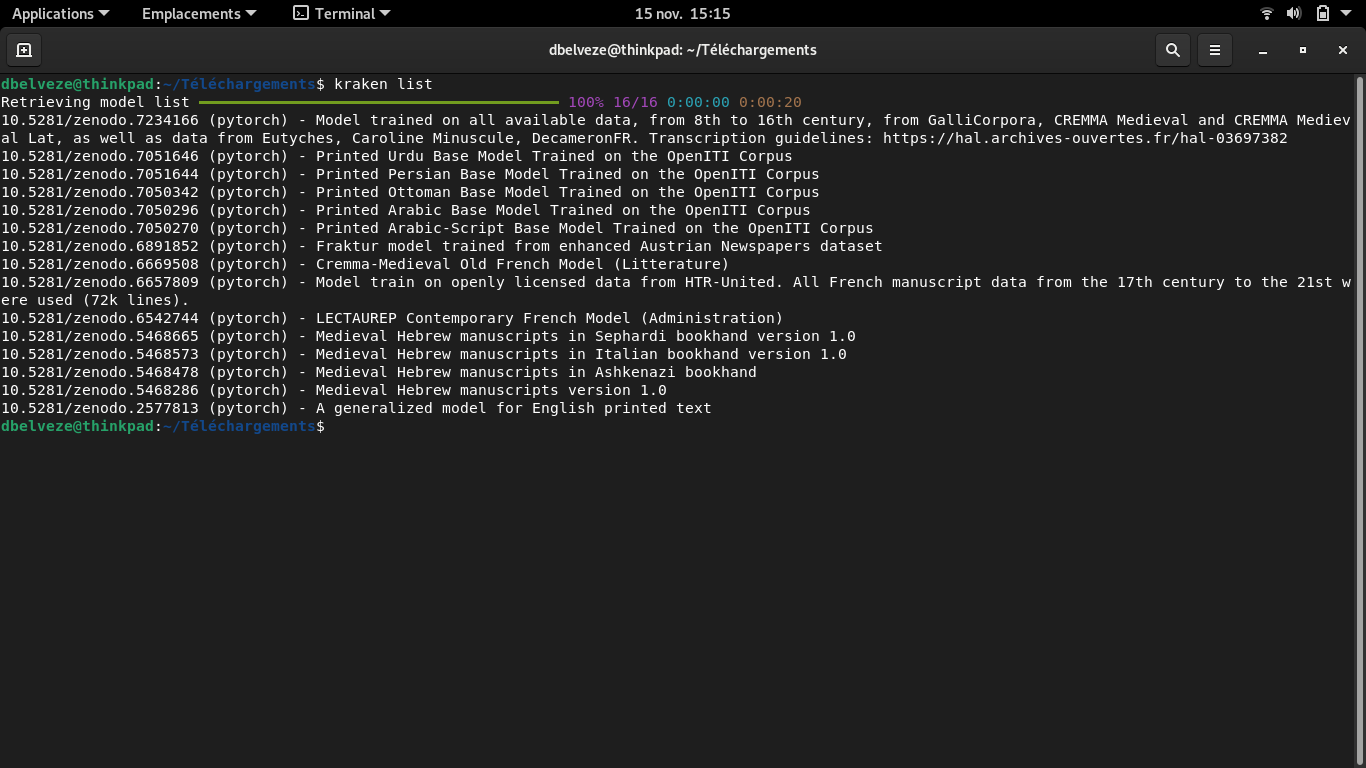 Applications Emplacements Terminal 15 nov. 15:15
dbelveze@thinkpad: ~/Téléchargements
dbelveze@thinkpad:~/Téléchargements$ kraken list
Retrieving model list 100% 16/16 0:00:00 0:00:20
10.5281/zenodo.7234166 (pytorch) - Model trained on all available data, from 8th to 16th century, from GalliCorpora, CREMMA Medieval and CREMMA Mediev
al Lat, as well as data from Eutyches, Caroline Minuscule, DecameronFR. Transcription guidelines: https://hal.archives-ouvertes.fr/hal-03697382
10.5281/zenodo.7051646 (pytorch) - Printed Urdu Base Model Trained on the OpenITI Corpus
10.5281/zenodo.7051644 (pytorch) - Printed Persian Base Model Trained on the OpenITI Corpus
10.5281/zenodo.7050342 (pytorch) - Printed Ottoman Base Model Trained on the OpenITI Corpus
10.5281/zenodo.7050296 (pytorch) - Printed Arabic Base Model Trained on the OpenITI Corpus
10.5281/zenodo.7050270 (pytorch) - Printed Arabic-Script Base Model Trained on the OpenITI Corpus
10.5281/zenodo.6891852 (pytorch) - Fraktur model trained from enhanced Austrian Newspapers dataset
10.5281/zenodo.6669508 (pytorch) - Cremma-Medieval Old French Model (Litterature)
10.5281/zenodo.6657809 (pytorch) - Model train on openly licensed data from HTR-United. All French manuscript data from the 17th century to the 21st w
ere used (72k lines).
10.5281/zenodo.6542744 (pytorch) - LECTAUREP Contemporary French Model (Administration)
10.5281/zenodo.5468665 (pytorch) - Medieval Hebrew manuscripts in Sephardi bookhand version 1.0
10.5281/zenodo.5468573 (pytorch) - Medieval Hebrew manuscripts in Italian bookhand version 1.0
10.5281/zenodo.5468478 (pytorch) - Medieval Hebrew manuscripts in Ashkenazi bookhand
10.5281/zenodo.5468286 (pytorch) - Medieval Hebrew manuscripts version 1.0
10.5281/zenodo.2577813 (pytorch) - A generalized model for English printed text
dbelveze@thinkpad:~/Téléchargements$